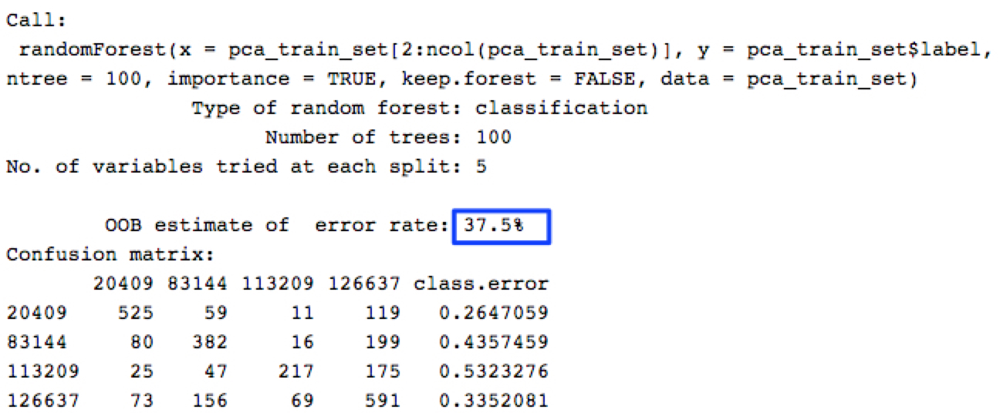 Call:
randomForest(x = pca_train_set[2:ncol(pca_train_set)], y = pca_train_set$label,
ntree = 100, importance = TRUE, keep.forest = FALSE, data = pca_train_set)
Type of random forest: classification
Number of trees: 100
No. of variables tried at each split: 5
OOB estimate of  error rate: 37.5%
Confusion matrix:
20409 83144 113209 126637 class.error
20409 525 59 11 119 0.2647059
83144 80 382 16 199 0.4357459
113209 25 47 217 175 0.5323276
126637 73 156 69 591 0.3352081